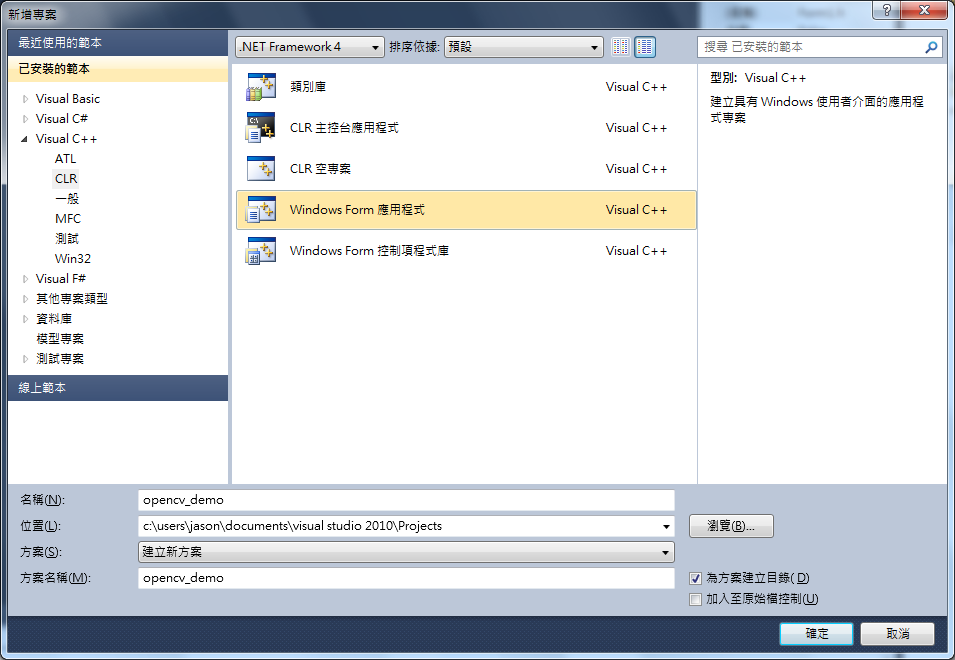 新增專案
最近使用的範本
.NET Framework 4
排序依據:
預設
搜尋 已安裝的範本
已安裝的範本
Visual Basic
Visual C#
Visual C++
ATL
CLR
一般
MFC
測試
Win32
Visual F#
其他專案類型
資料庫
模型專案
測試專案
線上範本
類別庫 Visual C++
CLR 主控台應用程式 Visual C++
CLR 空專案 Visual C++
Windows Form 應用程式 Visual C++
Windows Form 控制項程式庫 Visual C++
型別: Visual C++
建立具有 Windows 使用者介面的應用程
式專案
名稱(N): opencv_demo
位置(L): c:\users\jason\documents\visual studio 2010\Projects
瀏覽(B)...
方案(S): 建立新方案
方案名稱(M): opencv_demo
為方案建立目錄(D)
加入至原始檔控制(U)
確定
取消